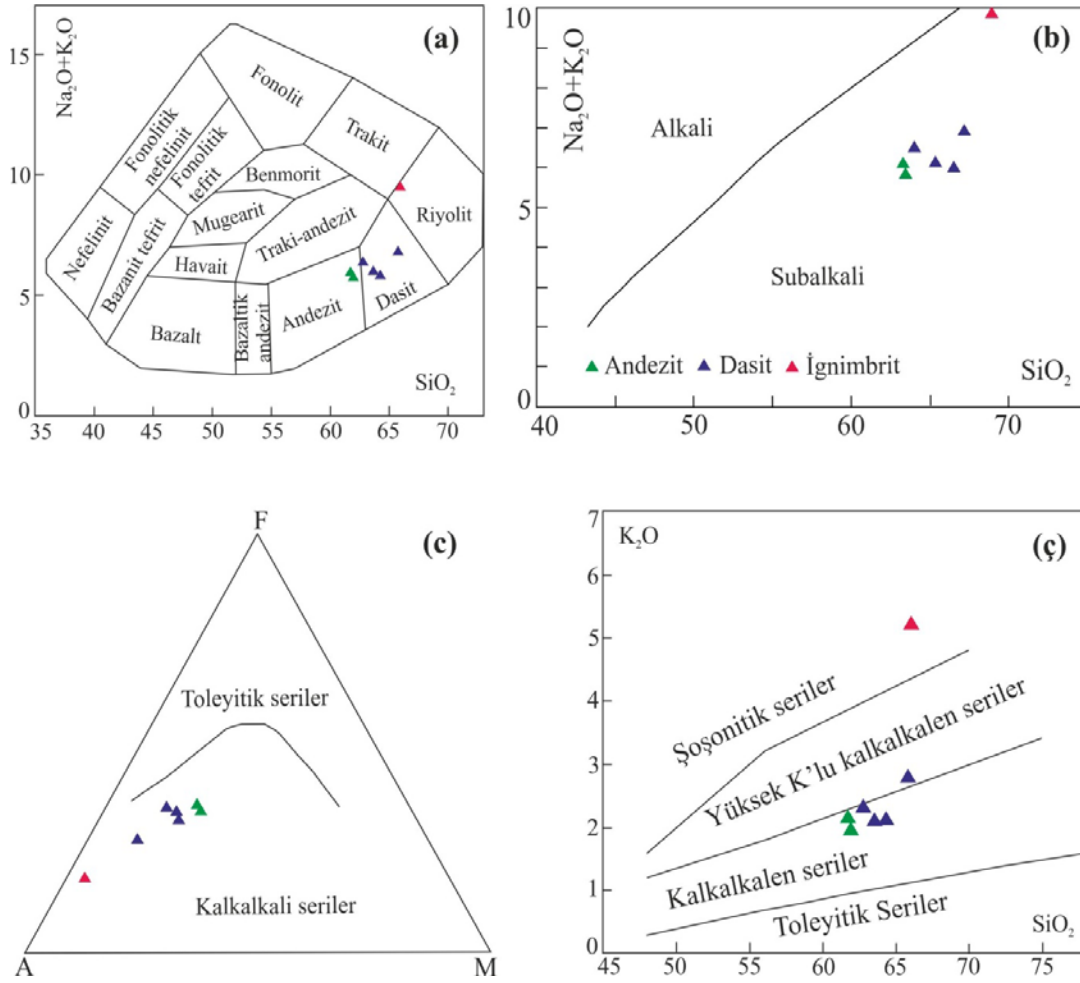 (a)
Na₂O+K₂O
15
10
5
0
Fonolit
Trakit
Fonolitik
nefelinit
Fonolitik
tefrit
Benmorit
Mugearit
Traki-andezit
Riyolit
Nefelinit
Bazanit tefrit
Havait
Bazalt
Bazaltik
andezit
Andezit
Dasit
SiO₂
36 41 45 50 55 60 65 70
(b)
Na₂O+K₂O
10
5
0
Alkali
Subalkali
Andezit Dasit İgnimbrit
SiO₂
40 50 60 70
(c)
F
Toleyitik seriler
Kalkalkali seriler
A M
(ç)
K₂O
7
6
5
4
3
2
1
0
Şoşonitik seriler
Yüksek K'lu kalkalkalen seriler
Kalkalkalen seriler
Toleyitik Seriler
SiO₂
45 50 55 60 65 70 75